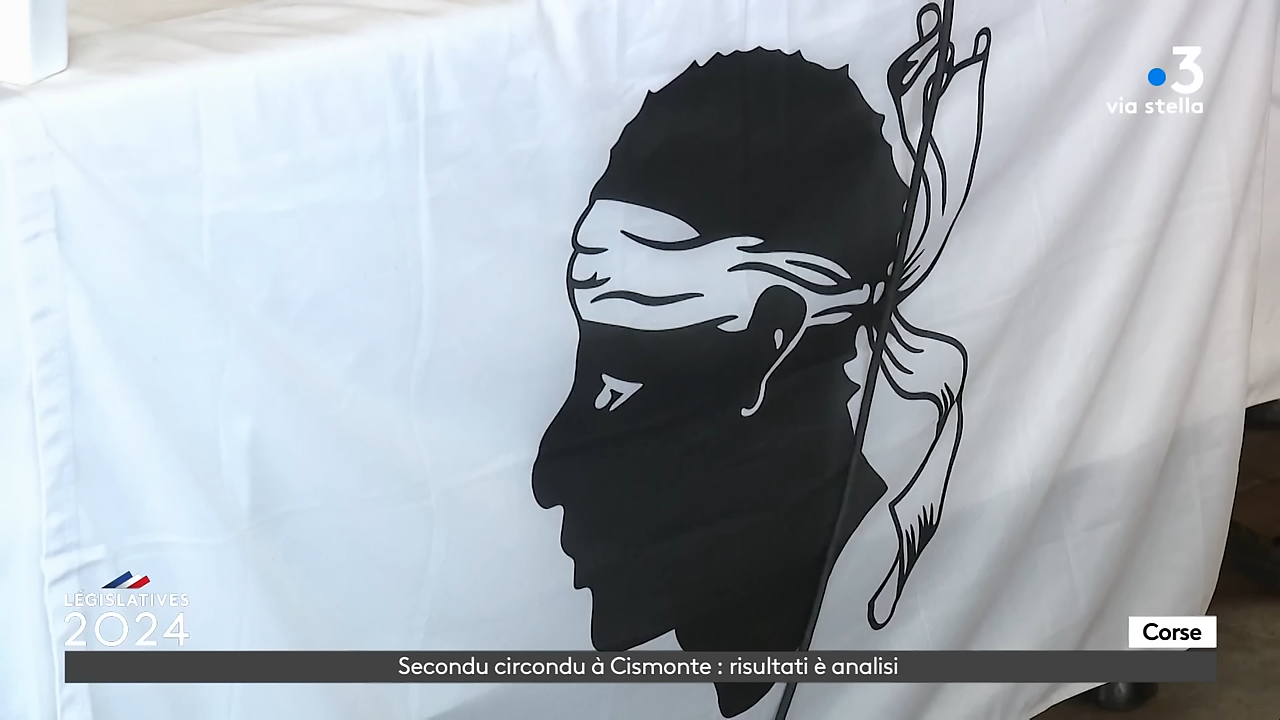 3
via stella
LÉGISLATIVES
2024
Corse
Secondu circondu à Cismonte : risultati è analisi